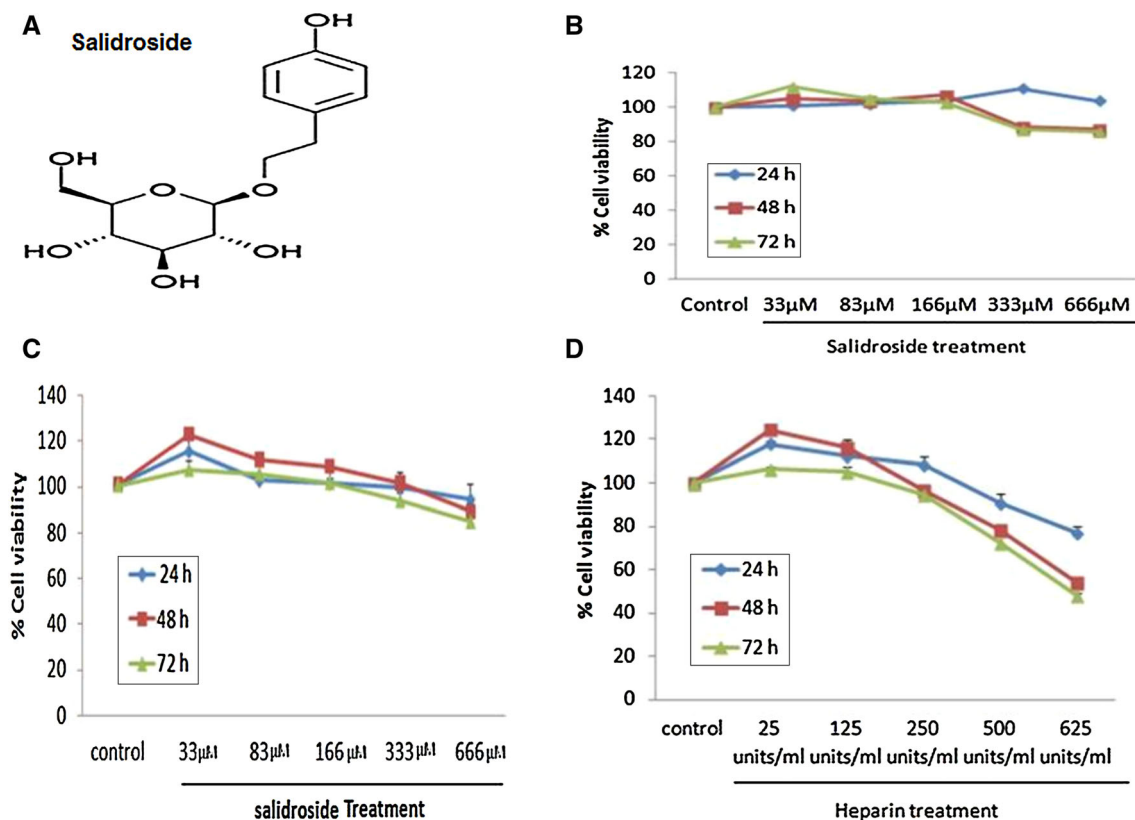 A
Salidroside
OH
OH
O
O
HO
OH
OH
B
% Cell viability
120
100
80
60
40
20
0
24 h
48 h
72 h
Control 33µM 83µM 166µM 333µM 666µM
Salidroside treatment
C
% Cell viability
140
120
100
80
60
40
20
0
24 h
48 h
72 h
control 33µM 83µM 166 µM 333µM 666µM
salidroside Treatment
D
% Cell viability
140
120
100
80
60
40
20
0
24 h
48 h
72 h
control 25 125 250 500 625
units/ml units/ml units/ml units/ml units/ml
Heparin treatment